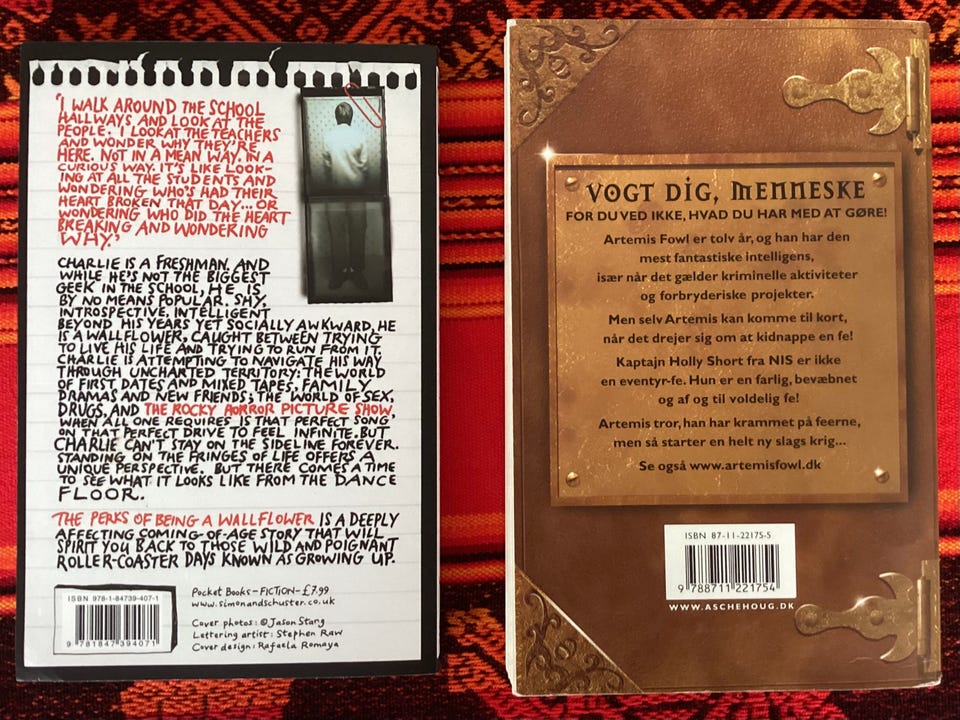 'I WALK AROUND THE SCHOOL
HALLWAYS AND LOOK AT THE
PEOPLE. I LOOK AT THE TEACHERS
AND WONDER WHY THEY'RE
HERE. NOT IN A MEAN WAY. IN A
CURIOUS WAY. IT'S LIKE LOOK-
ING AT ALL THE STUDENTS AND
WONDERING WHO'S HAD THEIR
HEART BROKEN THAT DAY... OR
WONDERING WHO DID THE HEART
BREAKING AND WONDERING
WHY.'
CHARLIE IS A FRESHMAN. AND
WHILE HE'S NOT THE BIGGEST
GEEK IN THE SCHOOL, HE IS
BY NO MEANS POPULAR. SHY,
INTROSPECTIVE, INTELLIGENT
BEYOND HIS YEARS YET SOCIALLY AWKWARD, HE
IS A WALLFLOWER, CAUGHT BETWEEN TRYING
TO LIVE HIS LIFE AND TRYING TO RUN FROM IT.
CHARLIE IS ATTEMPTING TO NAVIGATE HIS WAY
THROUGH UNCHARTED TERRITORY: THE WORLD
OF FIRST DATES AND MIXED TAPES, FAMILY
DRAMAS AND NEW FRIENDS; THE WORLD OF SEX,
DRUGS, AND THE ROCKY HORROR PICTURE SHOW,
WHEN ALL ONE REQUIRES IS THAT PERFECT SONG
ON THAT PERFECT DRIVE TO FEEL INFINITE. BUT
CHARLIE CAN'T STAY ON THE SIDELINE FOREVER.
STANDING ON THE FRINGES OF LIFE OFFERS A
UNIQUE PERSPECTIVE. BUT THERE COMES A TIME
TO SEE WHAT IT LOOKS LIKE FROM THE DANCE
FLOOR.
THE PERKS OF BEING A WALLFLOWER IS A DEEPLY
AFFECTING COMING-OF-AGE STORY THAT WILL
SPIRIT YOU BACK TO THOSE WILD AND POIGNANT
ROLLER-COASTER DAYS KNOWN AS GROWING UP.
ISBN 978-1-84739-407-1
9 781847 394071
Pocket Books – FICTION – £7.99
www.simonandschuster.co.uk
Cover photos: © Jason Stang
Lettering artist: Stephen Raw
Cover design: Rafaela Romaya
VOGT DIG, MENNESKE
FOR DU VED IKKE, HVAD DU HAR MED AT GØRE!
Artemis Fowl er tolv år, og han har den
mest fantastiske intelligens,
især når det gælder kriminelle aktiviteter
og forbryderiske projekter.
Men selv Artemis kan komme til kort,
når det drejer sig om at kidnappe en fe!
Kaptajn Holly Short fra NIS er ikke
en eventyr-fe. Hun er en farlig, bevæbnet
og af og til voldelig fe!
Artemis tror, han har krammet på feerne,
men så starter en helt ny slags krig...
Se også www.artemisfowl.dk
ISBN 87-11-22175-5
9 788711 221754
WWW.ASCHEHOUG.DK